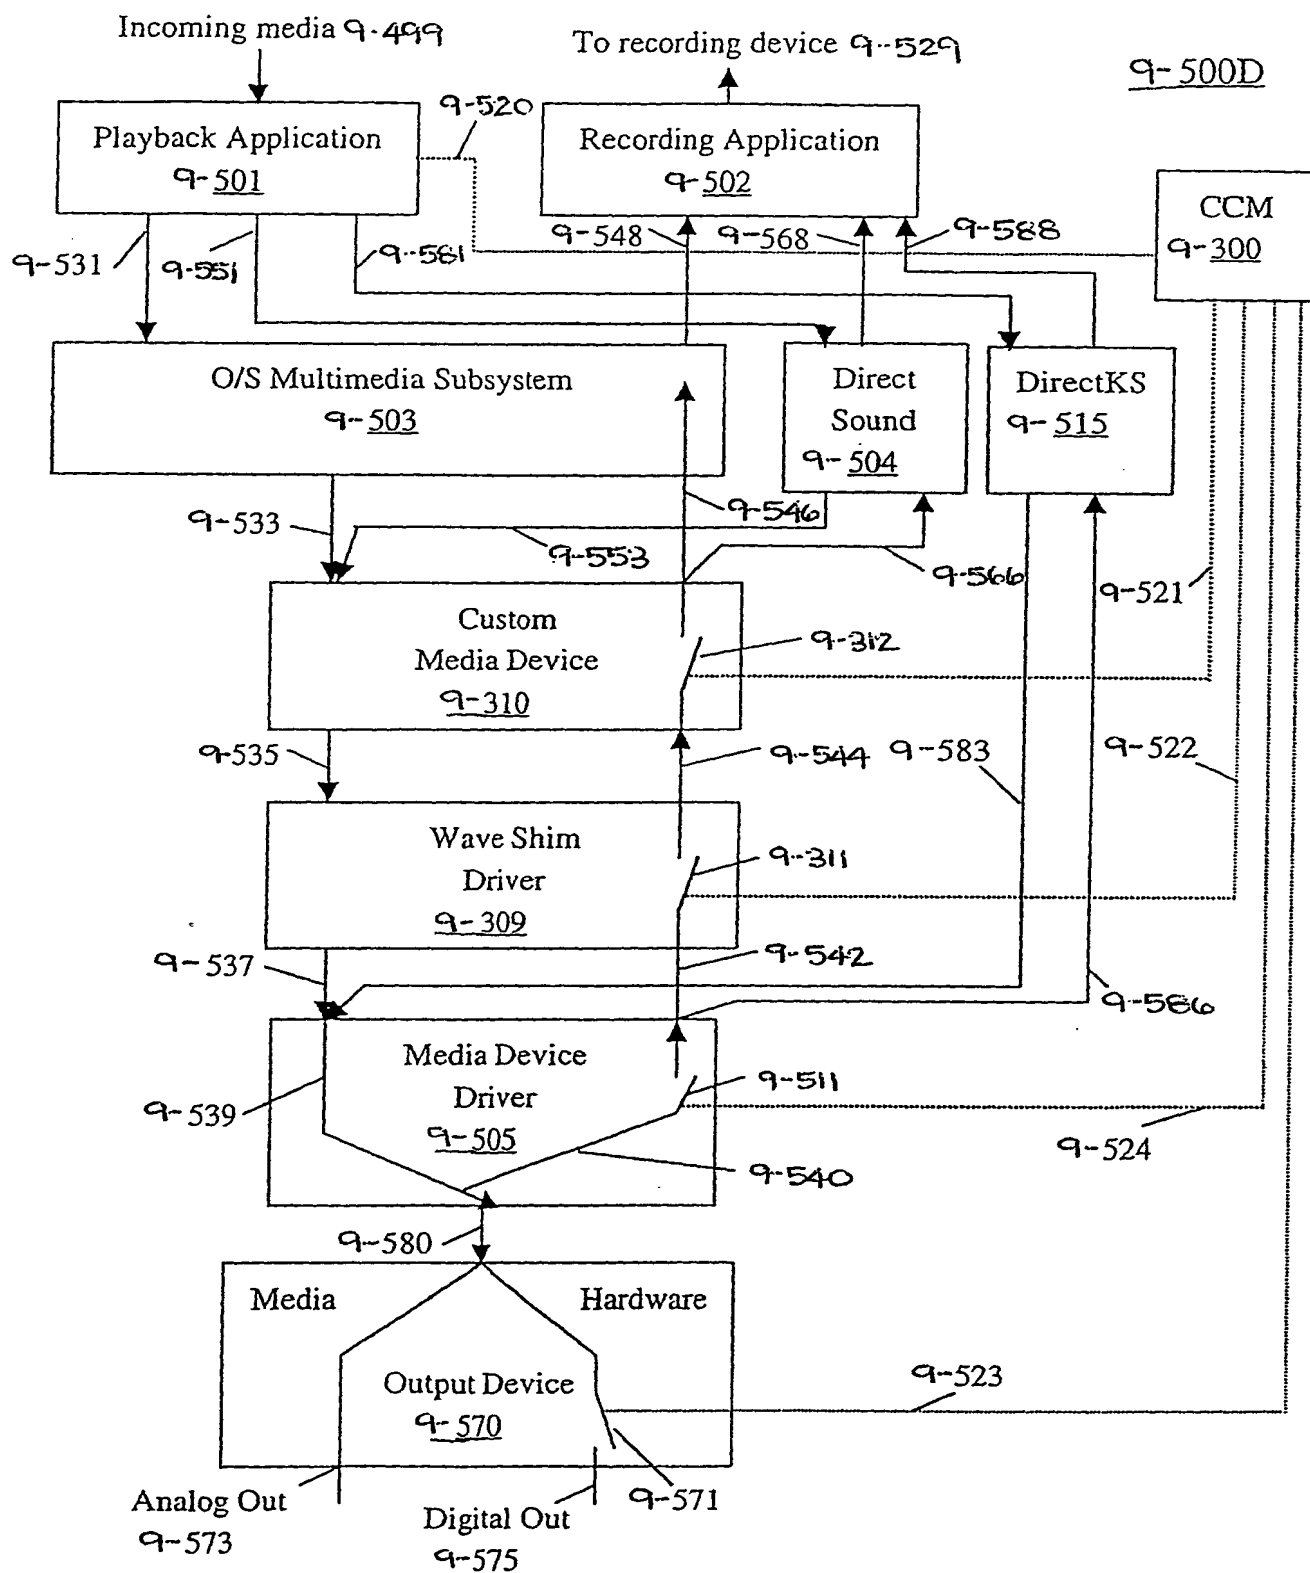 Incoming media 9-499
To recording device 9-529
9-500D
9-520
Playback Application
9-501
Recording Application
9-502
CCM
9-300
9-531
9-551
9-581
9-548
9-568
9-588
O/S Multimedia Subsystem
9-503
Direct
Sound
9-504
DirectKS
9-515
9-533
9-553
9-546
9-566
9-521
Custom
Media Device
9-310
9-312
9-535
9-544
9-583
9-522
Wave Shim
Driver
9-309
9-311
9-537
9-542
9-586
Media Device
Driver
9-505
9-511
9-539
9-540
9-524
9-580
Media
Hardware
Output Device
9-570
9-523
9-571
Analog Out
9-573
Digital Out
9-575